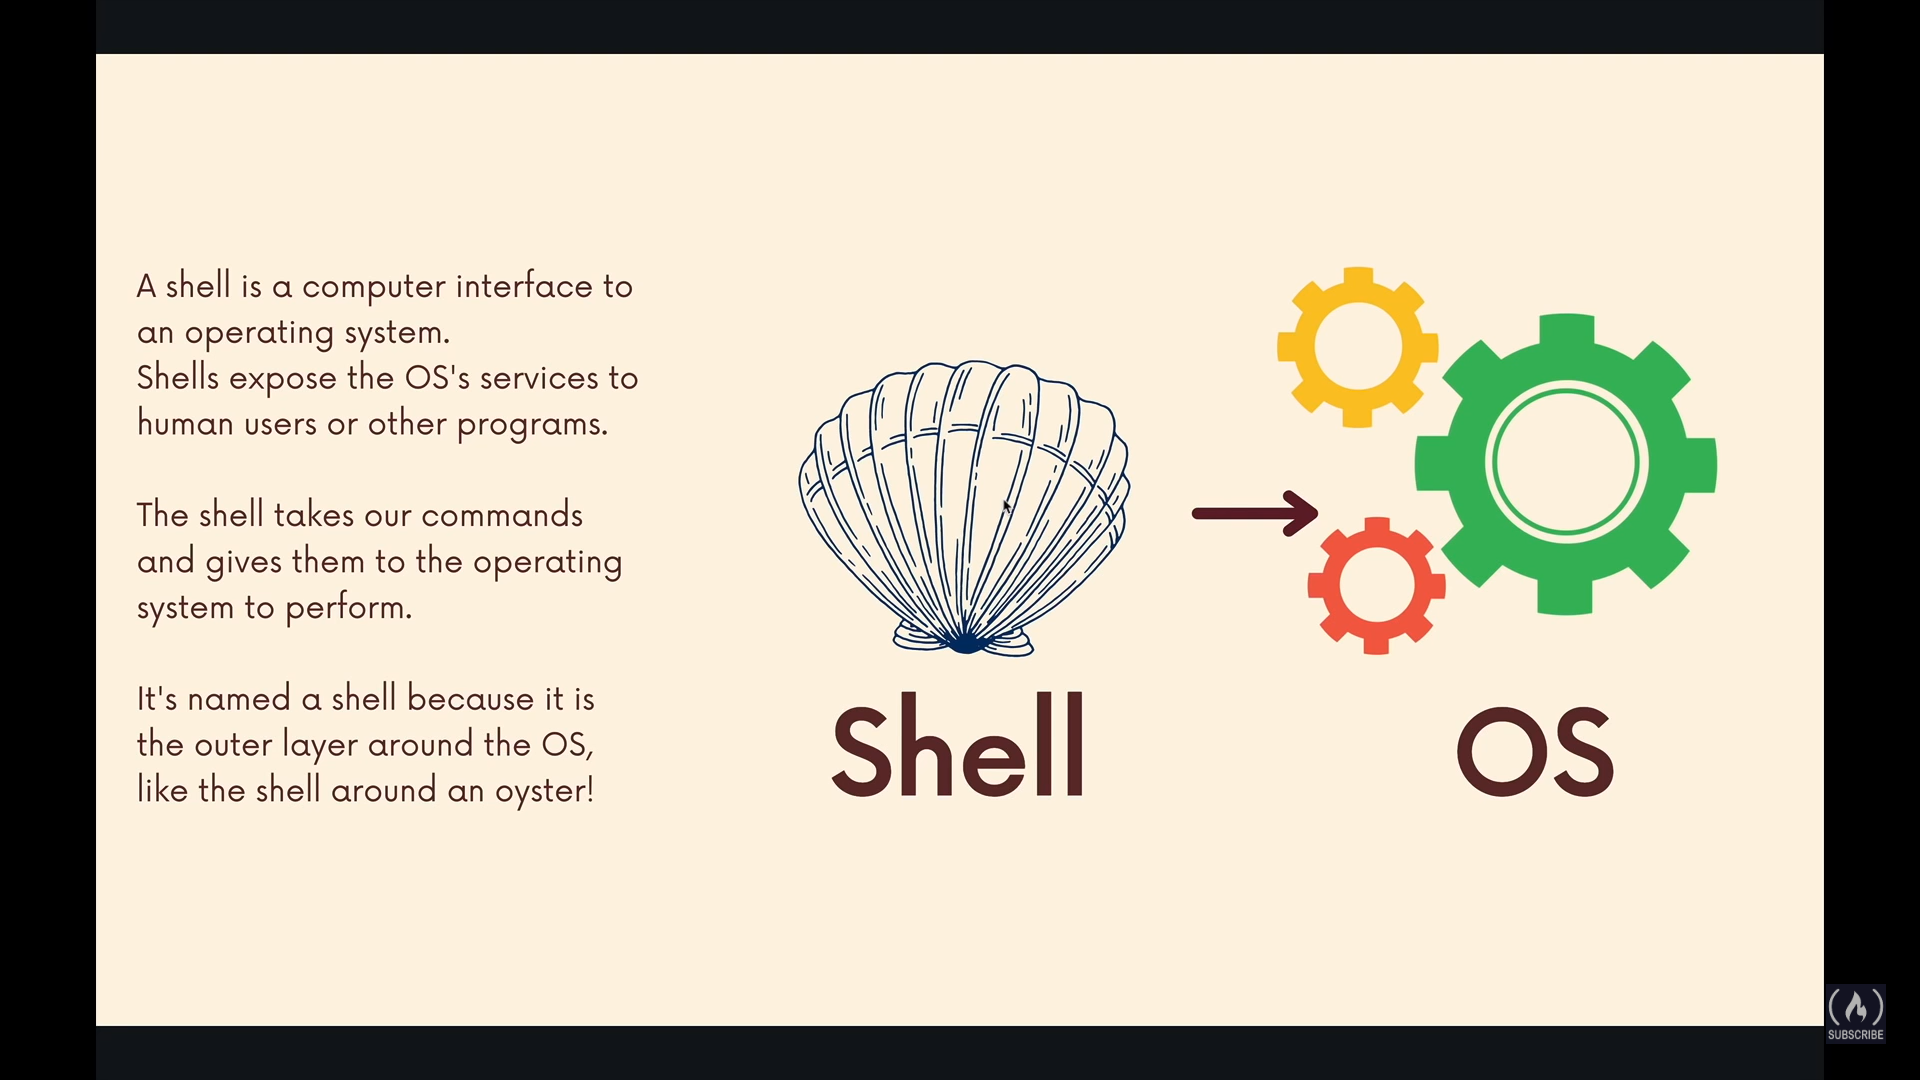 A shell is a computer interface to
an operating system.
Shells expose the OS's services to
human users or other programs.
The shell takes our commands
and gives them to the operating
system to perform.
It's named a shell because it is
the outer layer around the OS,
like the shell around an oyster!
Shell
OS
SUBSCRIBE